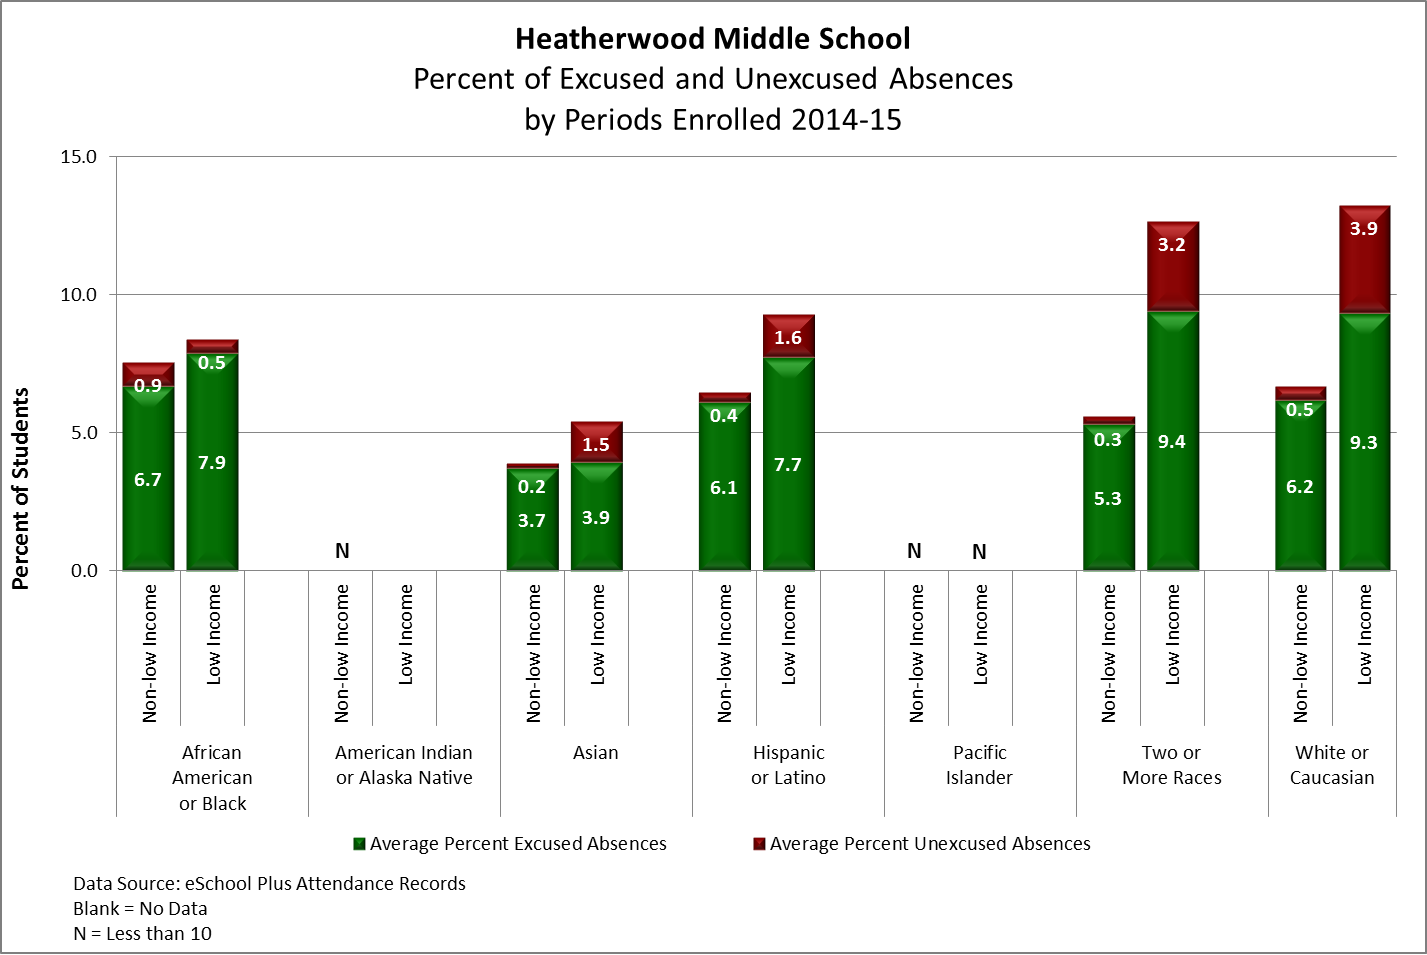 Heatherwood Middle School
Percent of Excused and Unexcused Absences
by Periods Enrolled 2014-15
Percent of Students
15.0
10.0
5.0
0.0
0.9
6.7
0.5
7.9
N
0.2
3.7
1.5
3.9
0.4
6.1
1.6
7.7
N
N
0.3
5.3
3.2
9.4
0.5
6.2
3.9
9.3
Non-low Income
Low Income
Non-low Income
Low Income
Non-low Income
Low Income
Non-low Income
Low Income
Non-low Income
Low Income
Non-low Income
Low Income
Non-low Income
Low Income
African
American
or Black
American Indian
or Alaska Native
Asian
Hispanic
or Latino
Pacific
Islander
Two or
More Races
White or
Caucasian
Average Percent Excused Absences
Average Percent Unexcused Absences
Data Source: eSchool Plus Attendance Records
Blank = No Data
N = Less than 10